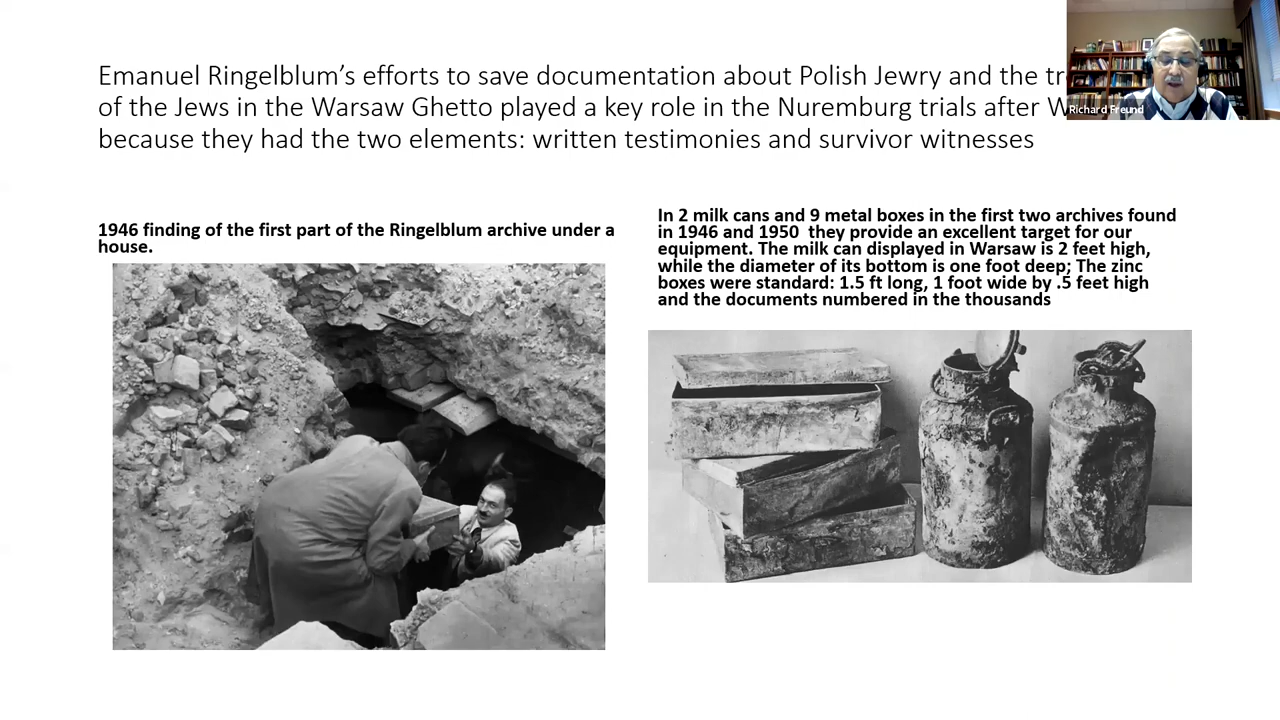 Emanuel Ringelblum’s efforts to save documentation about Polish Jewry and the
of the Jews in the Warsaw Ghetto played a key role in the Nuremburg trials after
because they had the two elements: written testimonies and survivor witnesses
Richard Freund
1946 finding of the first part of the Ringelblum archive under a
house.
In 2 milk cans and 9 metal boxes in the first two archives found
in 1946 and 1950 they provide an excellent target for our
equipment. The milk can displayed in Warsaw is 2 feet high,
while the diameter of its bottom is one foot deep; The zinc
boxes were standard: 1.5 ft long, 1 foot wide by .5 feet high
and the documents numbered in the thousands